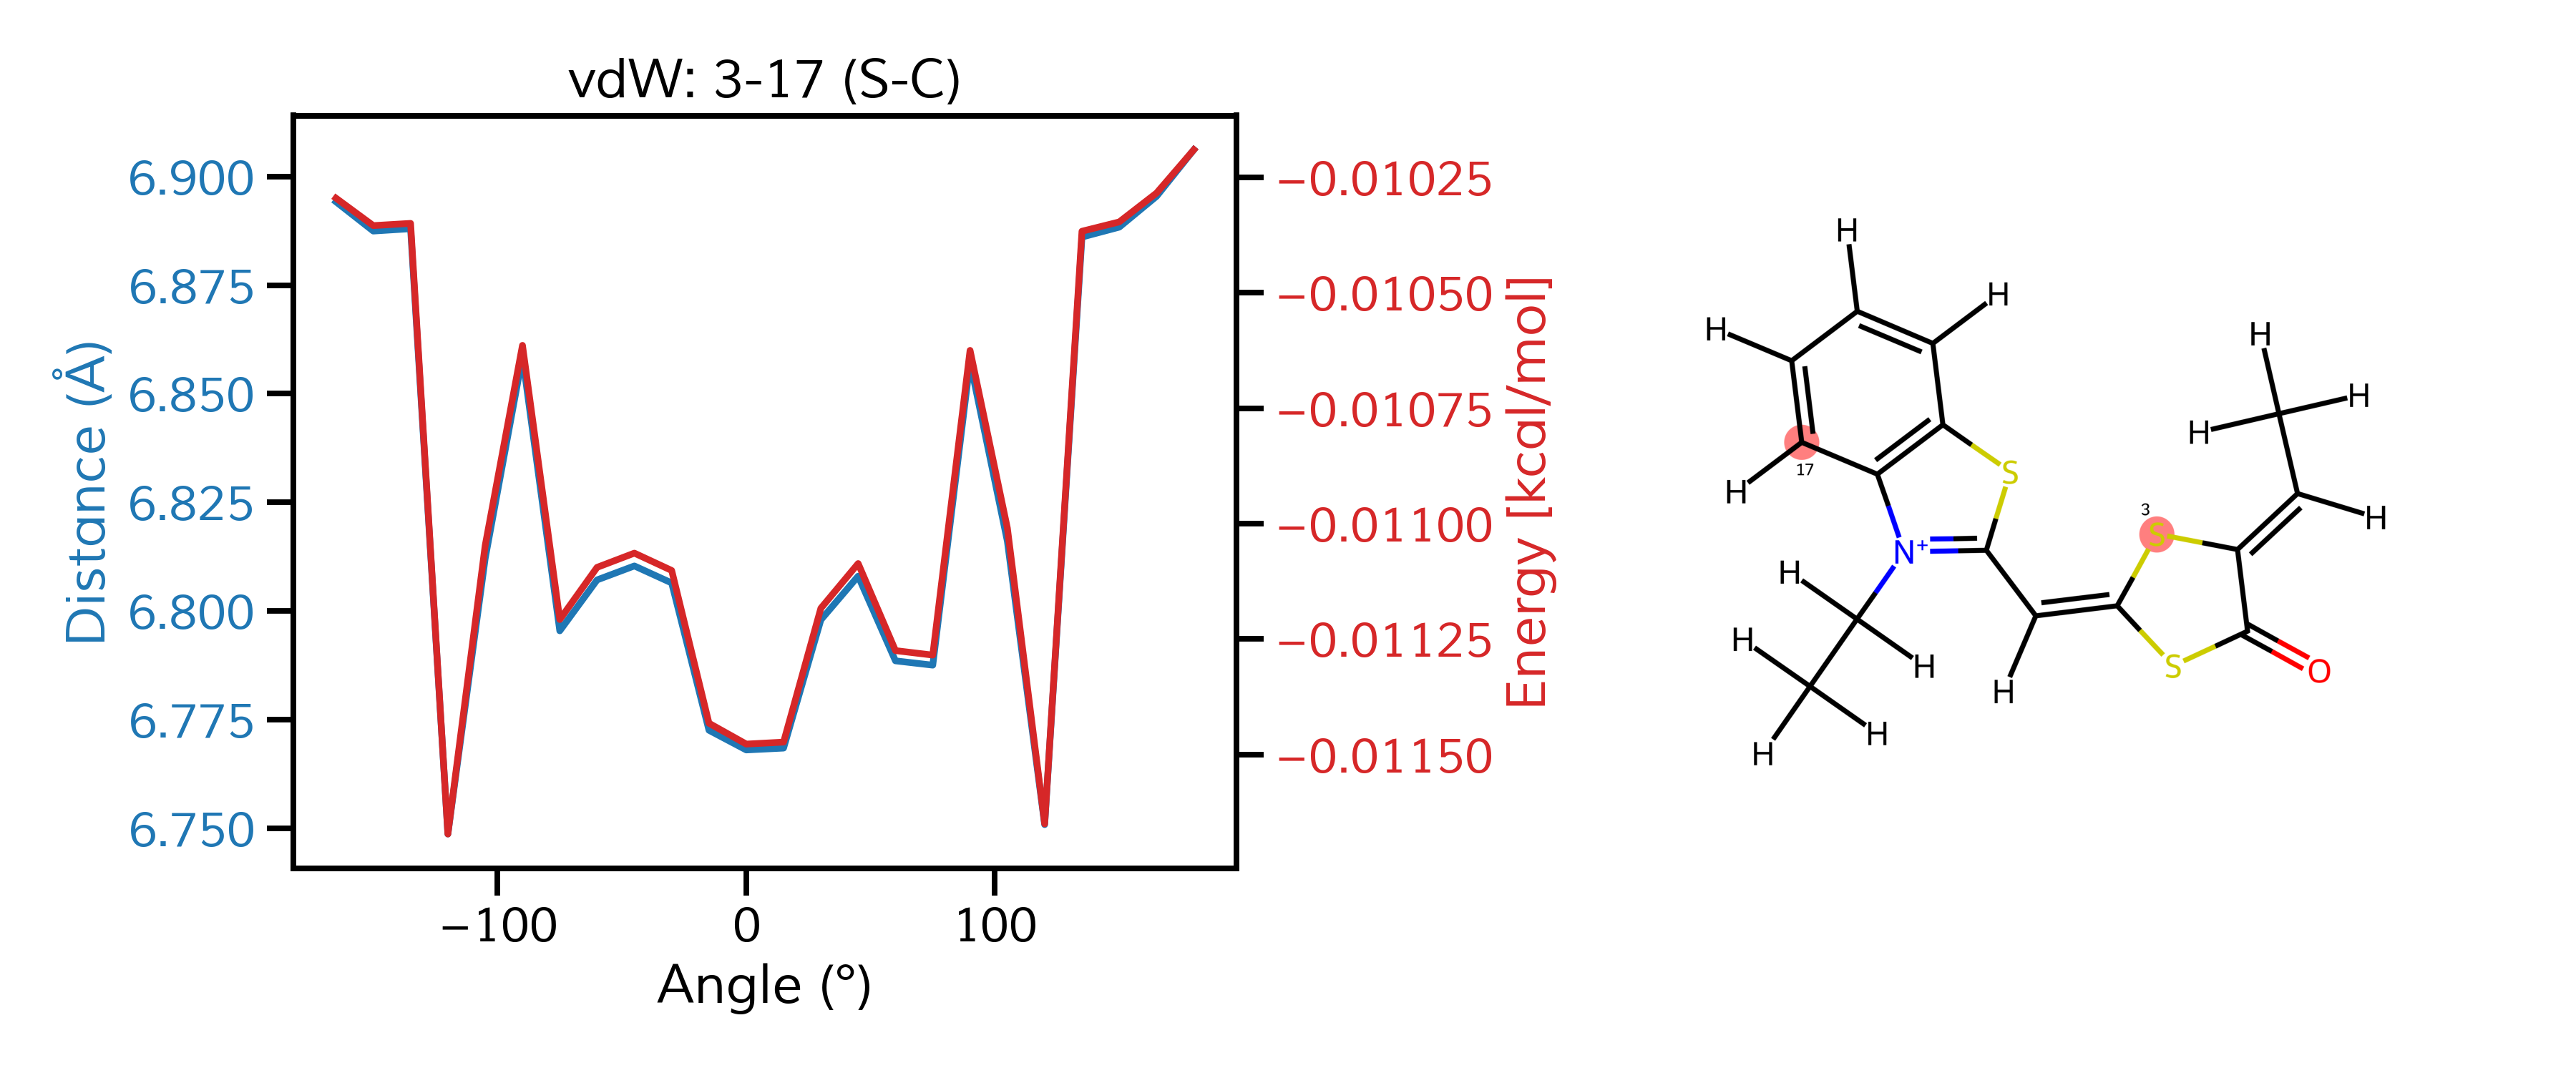 vdW: 3-17 (S-C)
Distance (Å)
6.900
6.875
6.850
6.825
6.800
6.775
6.750
−100
0
100
Angle (°)
−0.01025
−0.01050
−0.01075
−0.01100
−0.01125
−0.01150
Energy [kcal/mol]
H
H
H
H
H
H
17
S
H
3
S
H
H
N⁺
H
H
H
S
O
H
H
H